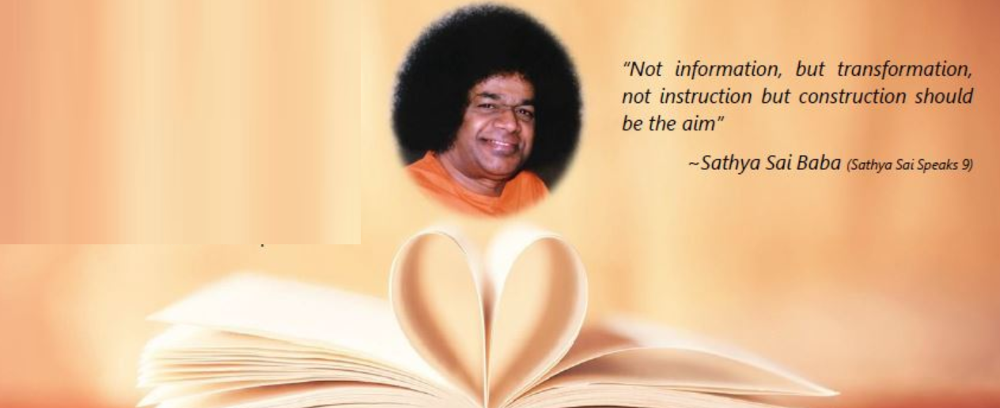 “Not information, but transformation,
not instruction but construction should
be the aim”
~Sathya Sai Baba (Sathya Sai Speaks 9)